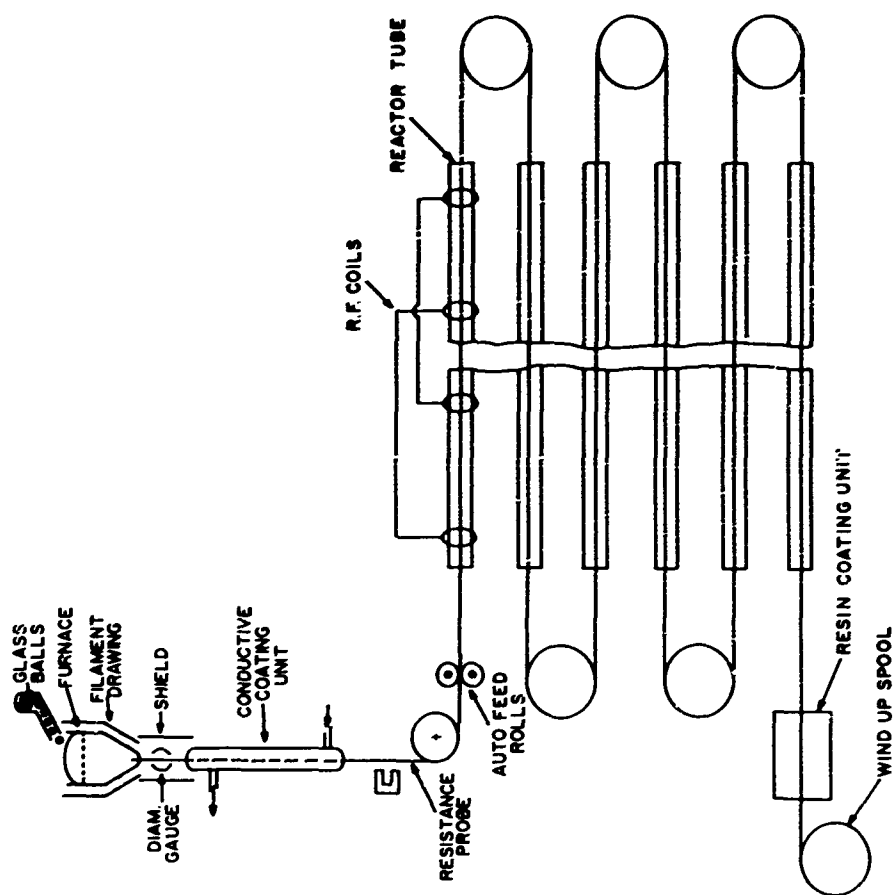 GLASS
BALLS
FURNACE
FILAMENT
DRAWING
SHIELD
DIAM.
GAUGE
CONDUCTIVE
COATING
UNIT
RESISTANCE
PROBE
AUTO FEED
ROLLS
R.F. COILS
REACTOR TUBE
RESIN COATING UNIT
WIND UP SPOOL